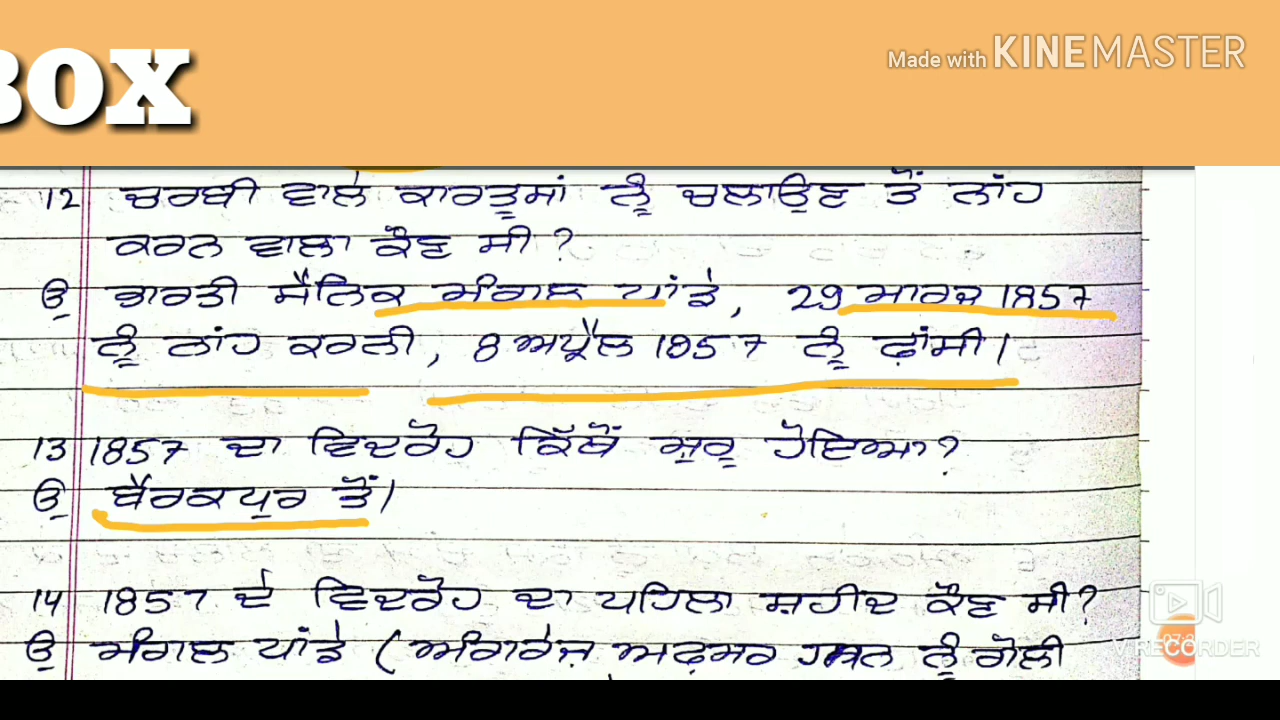 BOX
Made with KINEMASTER
12 ਚਰਬੀ ਵਾਲੇ ਕਾਰਤੂਸਾਂ ਨੂੰ ਚਲਾਉਣ ਤੋਂ ਨਾਂਹ
ਕਰਨ ਵਾਲਾ ਕੌਣ ਸੀ ?
ਉ ਭਾਰਤੀ ਸੈਨਿਕ ਮੰਗਲ ਪਾਂਡੇ, 29 ਮਾਰਚ 1857
ਨੂੰ ਨਾਂਹ ਕਰਨੀ, 8 ਅਪ੍ਰੈਲ 1857 ਨੂੰ ਫ਼ਾਂਸੀ।
13 1857 ਦਾ ਵਿਦਰੋਹ ਕਿੱਥੋਂ ਸ਼ੁਰੂ ਹੋਇਆ?
ਉ ਬੈਰਕਪੁਰ ਤੋਂ।
14 1857 ਦੇ ਵਿਦਰੋਹ ਦਾ ਪਹਿਲਾ ਸ਼ਹੀਦ ਕੌਣ ਸੀ?
ਉ ਮੰਗਲ ਪਾਂਡੇ (ਅੰਗਰੇਜ਼ ਅਫ਼ਸਰ ਨੂੰ ਗੋਲੀ
V RECORDER